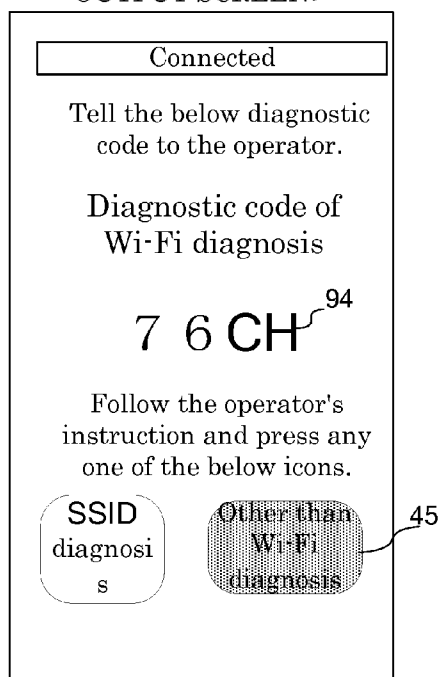 Connected
Tell the below diagnostic
code to the operator.
Diagnostic code of
Wi-Fi diagnosis
7 6 CH
94
Follow the operator's
instruction and press any
one of the below icons.
SSID
diagnosi
s
Other than
Wi-Fi
diagnosis
45